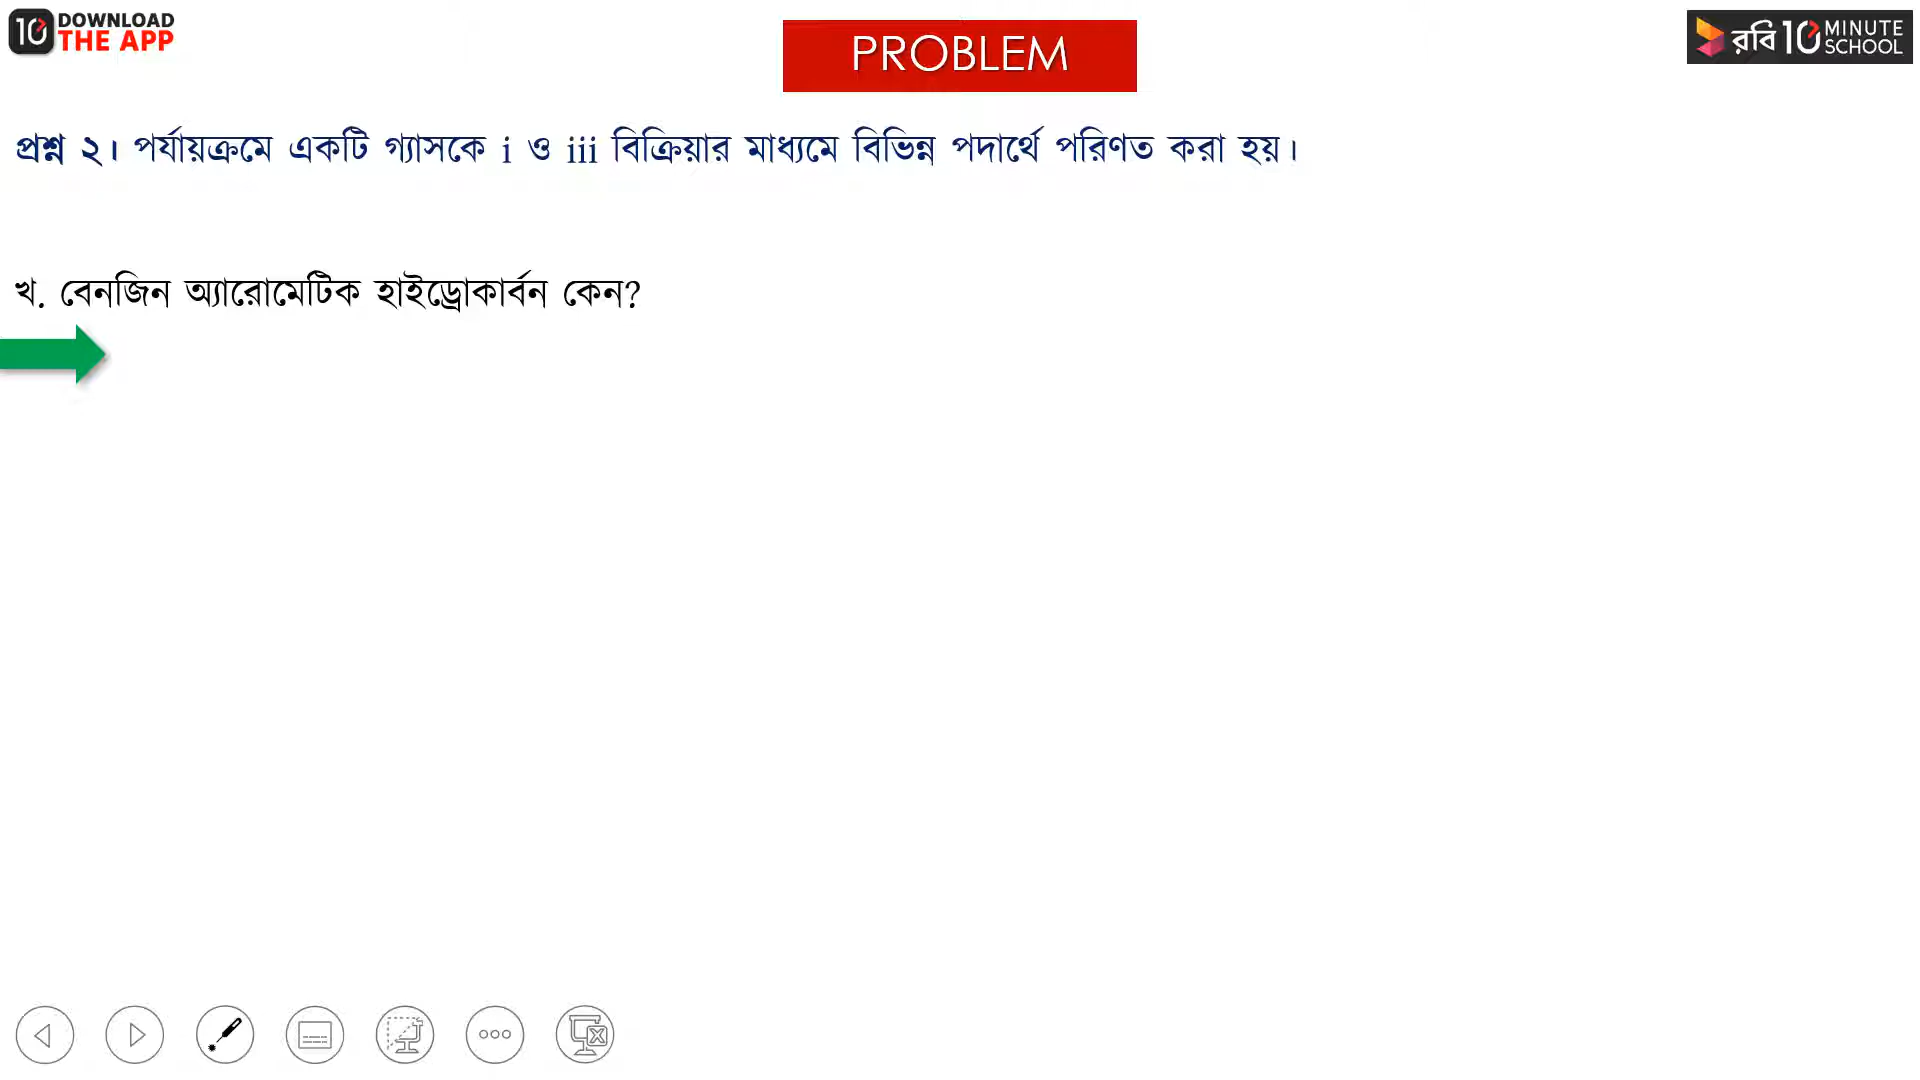 10 DOWNLOAD
THE APP
PROBLEM
রবি 10 MINUTE
SCHOOL
প্রশ্ন ২। পর্যায়ক্রমে একটি গ্যাসকে i ও iii বিক্রিয়ার মাধ্যমে বিভিন্ন পদার্থে পরিণত করা হয়।
খ. বেনজিন অ্যারোমেটিক হাইড্রোকার্বন কেন?